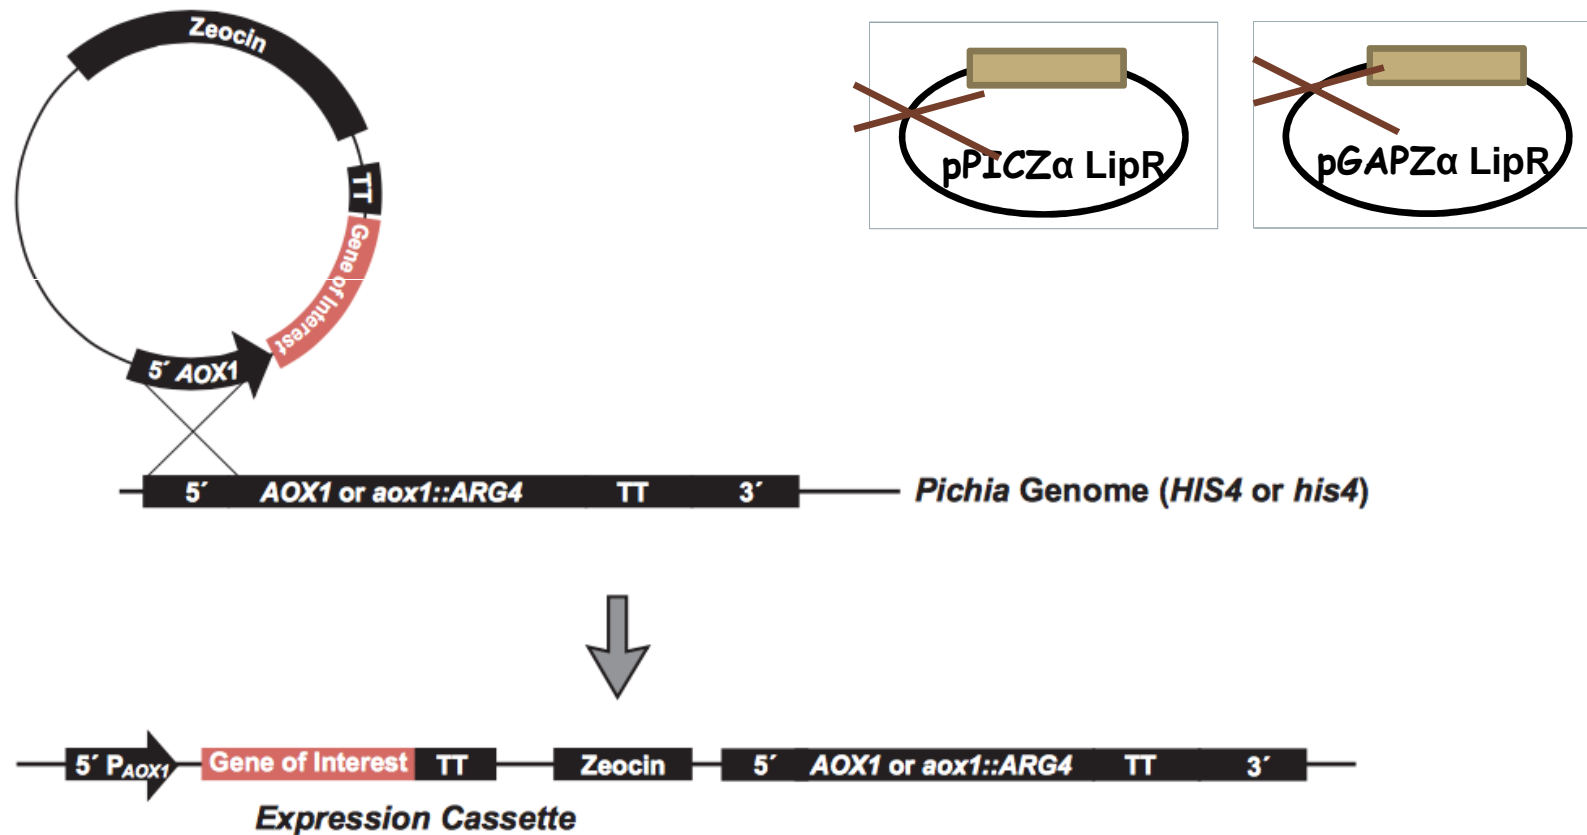 Zeocin
TT
Gene of Interest
5´ AOX1
pPICZα LipR
pGAPZα LipR
5´ AOX1 or aox1::ARG4 TT 3´
Pichia Genome (HIS4 or his4)
5´ PAOX1 Gene of Interest TT Zeocin 5´ AOX1 or aox1::ARG4 TT 3´
Expression Cassette